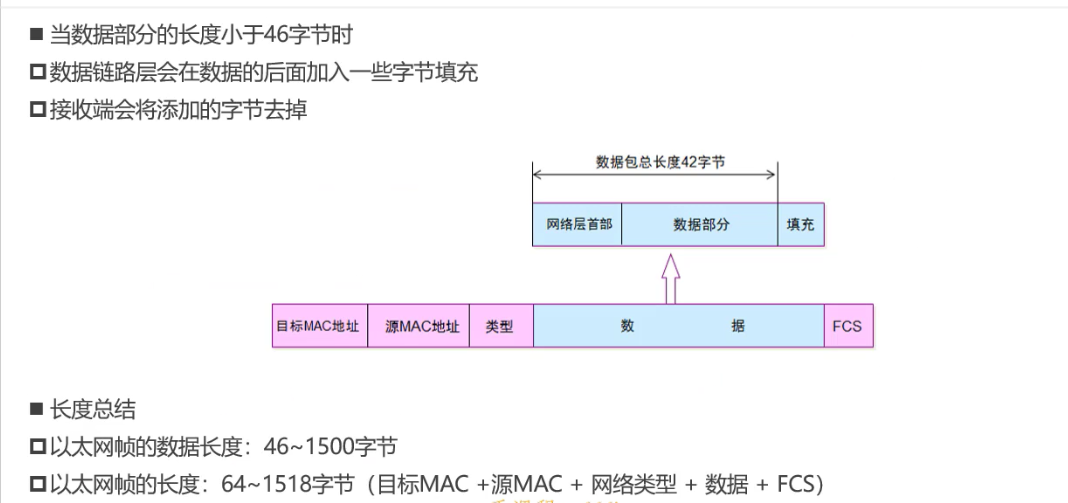 ■ 当数据部分的长度小于46字节时
数据链路层会在数据的后面加入一些字节填充
接收端会将添加的字节去掉
数据包总长度42字节
网络层首部 数据部分 填充
目标MAC地址 源MAC地址 类型 数 据 FCS
■ 长度总结
以太网帧的数据长度：46~1500字节
以太网帧的长度：64~1518字节（目标MAC +源MAC + 网络类型 + 数据 + FCS）